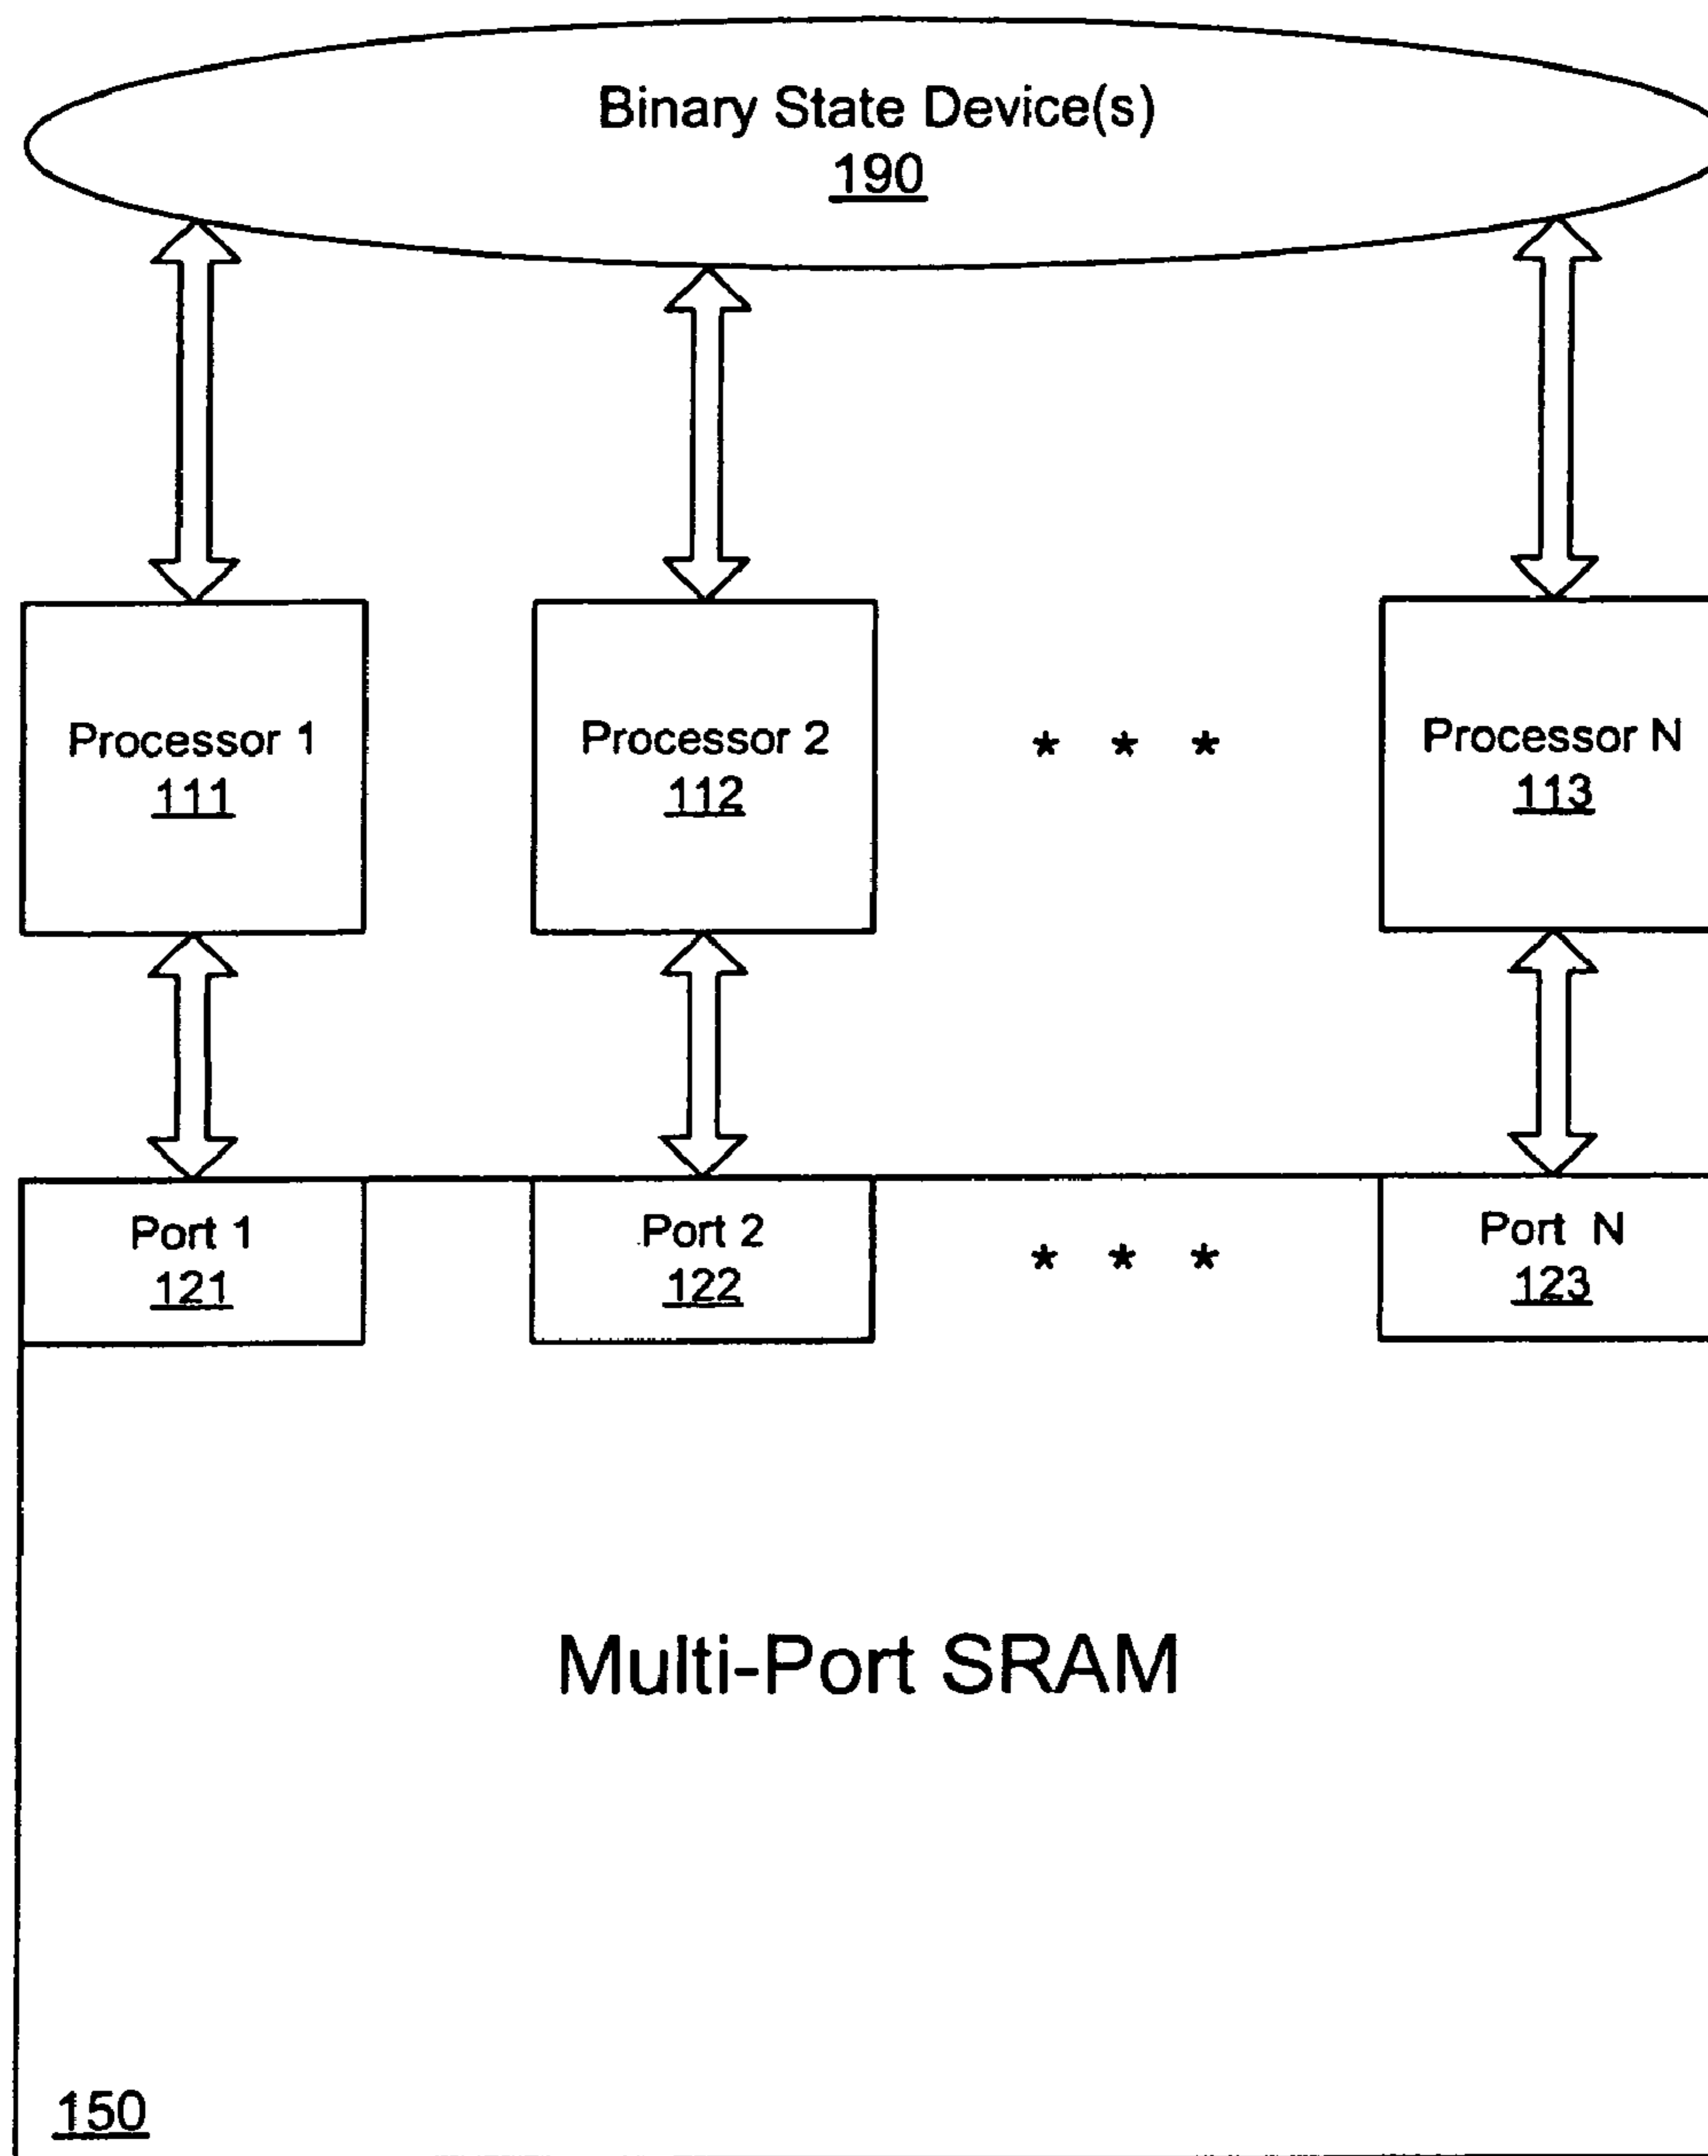 Binary State Device(s)
190
Processor 1
111
Processor 2
112
* * *
Processor N
113
Port 1
121
Port 2
122
* * *
Port N
123
Multi-Port SRAM
150